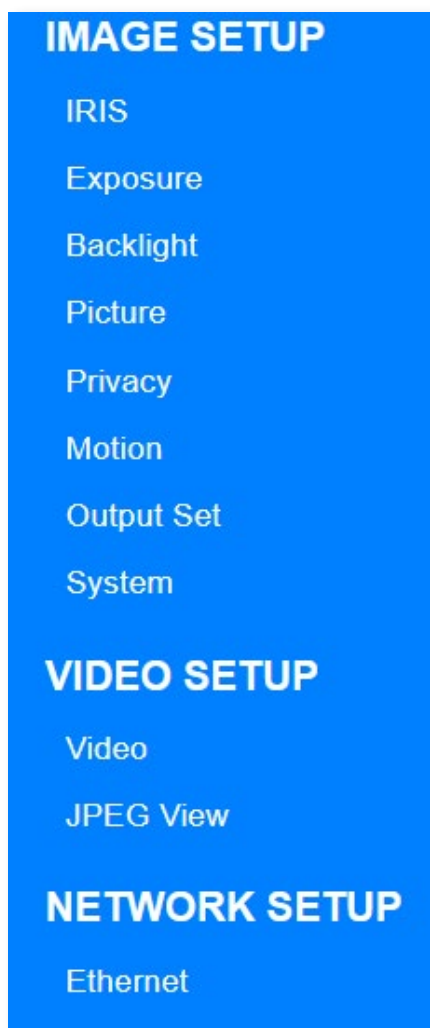 IMAGE SETUP
IRIS
Exposure
Backlight
Picture
Privacy
Motion
Output Set
System
VIDEO SETUP
Video
JPEG View
NETWORK SETUP
Ethernet